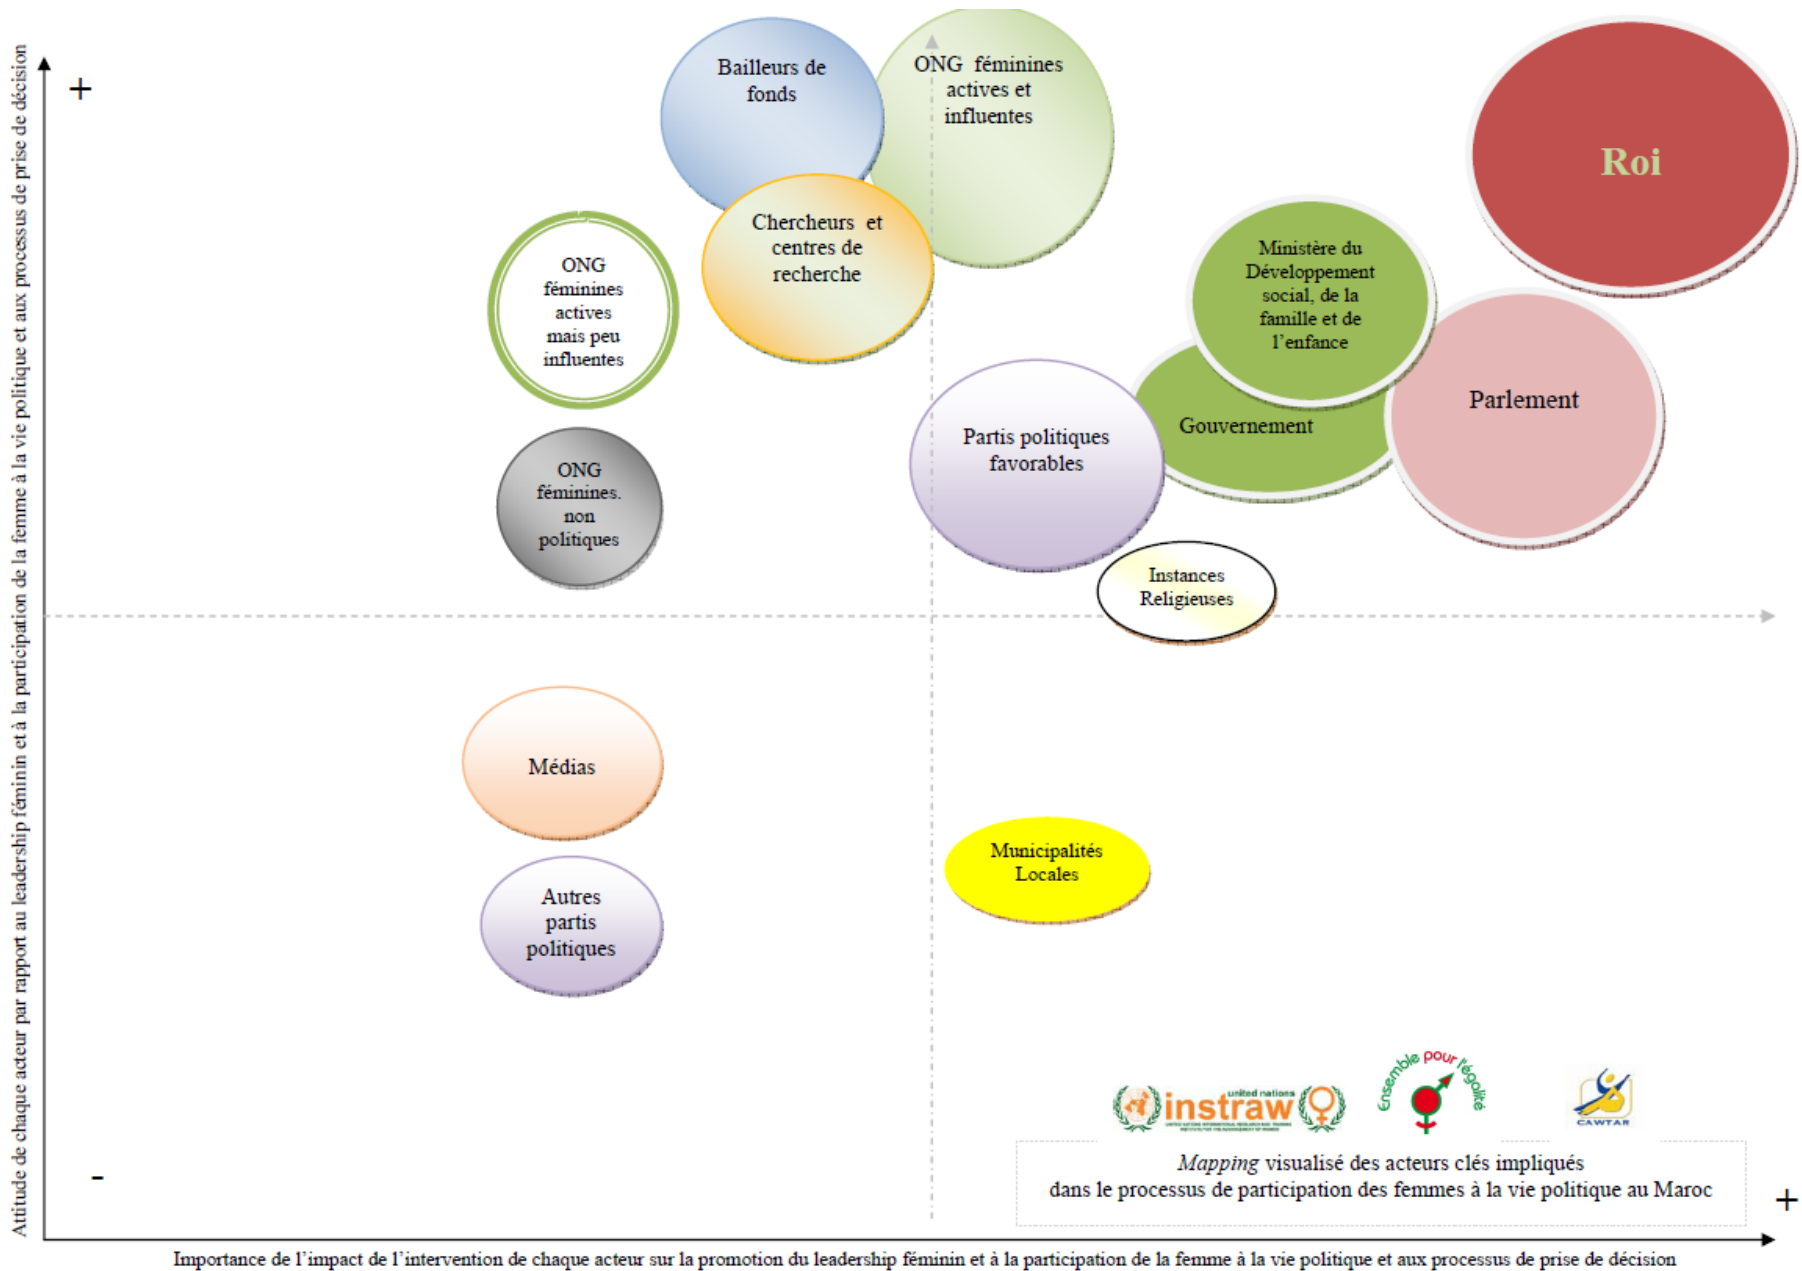 Attitude de chaque acteur par rapport au leadership féminin et à la participation de la femme à la vie politique et aux processus de prise de décision
+
Bailleurs de
fonds
ONG féminines
actives et
influentes
Roi
Chercheurs et
centres de
recherche
ONG
féminines
actives
mais peu
influentes
Ministère du
Développement
social, de la
famille et de
l'enfance
Parlement
Gouvernement
Partis politiques
favorables
ONG
féminines.
non
politiques
Instances
Religieuses
Médias
Municipalités
Locales
Autres
partis
politiques
united nations
instraw
Ensemble pour l'égalité
CAWTAR
Mapping visualisé des acteurs clés impliqués
dans le processus de participation des femmes à la vie politique au Maroc
-
+
Importance de l'impact de l'intervention de chaque acteur sur la promotion du leadership féminin et à la participation de la femme à la vie politique et aux processus de prise de décision